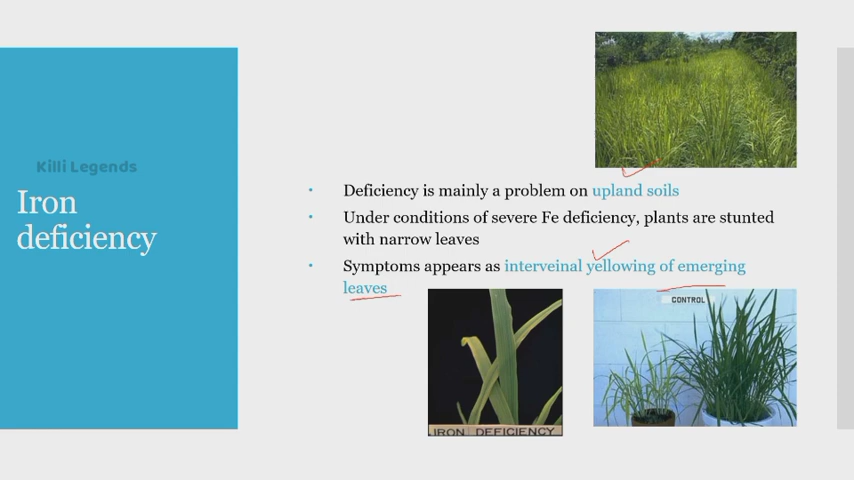 Killi Legends
Iron
deficiency
• Deficiency is mainly a problem on upland soils
• Under conditions of severe Fe deficiency, plants are stunted
with narrow leaves
• Symptoms appears as interveinal yellowing of emerging
leaves
CONTROL
IRON DEFICIENCY